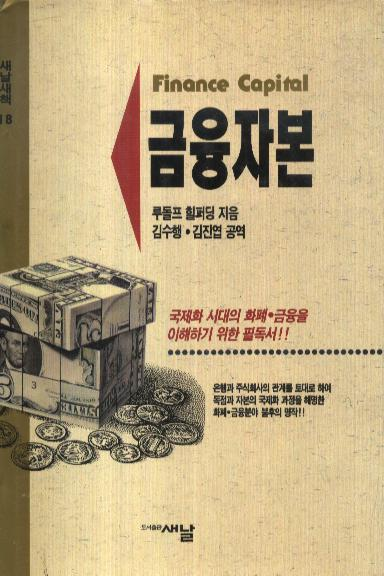 새날새책
18
Finance Capital
금융자본
루돌프 힐퍼딩 지음
김수행•김진엽 공역
국제화 시대의 화폐•금융을
이해하기 위한 필독서!!
은행과 주식회사의 관계를 토대로 하여
독점과 자본의 국제화 과정을 해명한
화폐•금융분야 불후의 명작!!
도서출판 새날